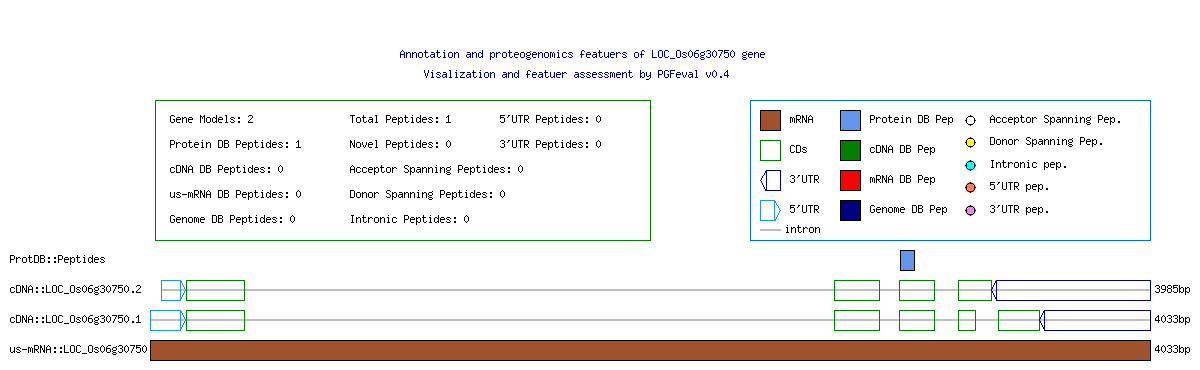 Annotation and proteogenomics featuers of LOC_Os06g30750 gene
Visalization and featuer assessment by PGFeval v0.4
Gene Models: 2 Total Peptides: 1 5'UTR Peptides: 0
Protein DB Peptides: 1 Novel Peptides: 0 3'UTR Peptides: 0
cDNA DB Peptides: 0 Acceptor Spanning Peptides: 0
us-mRNA DB Peptides: 0 Donor Spanning Peptides: 0
Genome DB Peptides: 0 Intronic Peptides: 0
mRNA Protein DB Pep Acceptor Spanning Pep.
CDs cDNA DB Pep Donor Spanning Pep.
3'UTR mRNA DB Pep Intronic pep.
5'UTR Genome DB Pep 5'UTR pep.
intron 3'UTR pep.
ProtDB::Peptides
cDNA::LOC_Os06g30750.2 3985bp
cDNA::LOC_Os06g30750.1 4033bp
us-mRNA::LOC_Os06g30750 4033bp